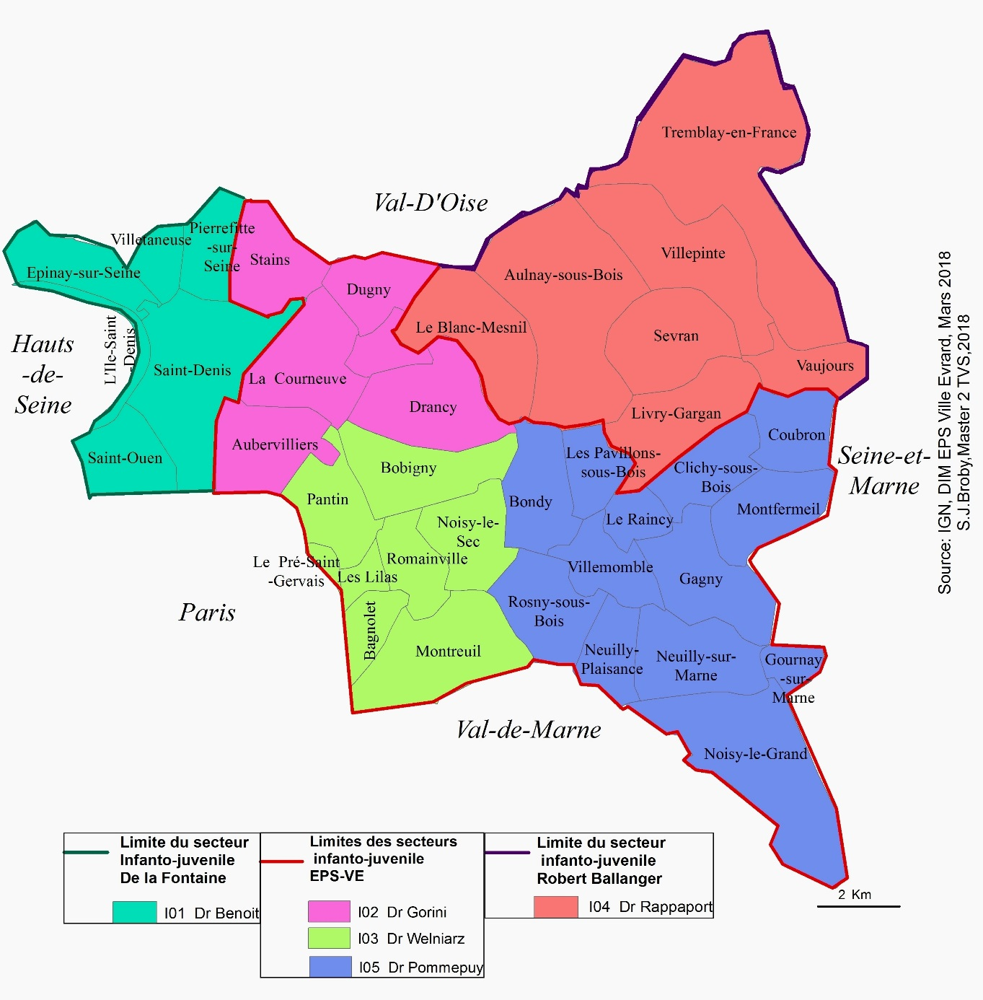 Tremblay-en-France
Val-D'Oise
Villetaneuse
Pierrefitte
-sur-
Seine
Stains
Epinay-sur-Seine
Dugny
Aulnay-sous-Bois
Villepinte
Le Blanc-Mesnil
Sevran
Hauts
-de-
Seine
L'Ile-Saint
-Denis
Saint-Denis
La Courneuve
Vaujours
Drancy
Livry-Gargan
Aubervilliers
Coubron
Saint-Ouen
Bobigny
Les Pavillons-
sous-Bois
Clichy-sous-
Bois
Seine-et-
Marne
Pantin
Bondy
Montfermeil
Noisy-le-
Sec
Le Raincy
Le Pré-Saint
-Gervais
Romainville
Les Lilas
Villemomble
Gagny
Paris
Rosny-sous-
Bois
Bagnolet
Montreuil
Neuilly-
Plaisance
Neuilly-sur-
Marne
Gournay
-sur-
Marne
Val-de-Marne
Noisy-le-Grand
Source: IGN, DIM EPS Ville Evrard, Mars 2018
S.J.Broby,Master 2 TVS,2018
Limite du secteur
Infanto-juvenile
De la Fontaine
I01 Dr Benoit
Limites des secteurs
infanto-juvenile
EPS-VE
I02 Dr Gorini
I03 Dr Welniarz
I05 Dr Pommepuy
Limite du secteur
infanto-juvenile
Robert Ballanger
I04 Dr Rappaport
2 Km